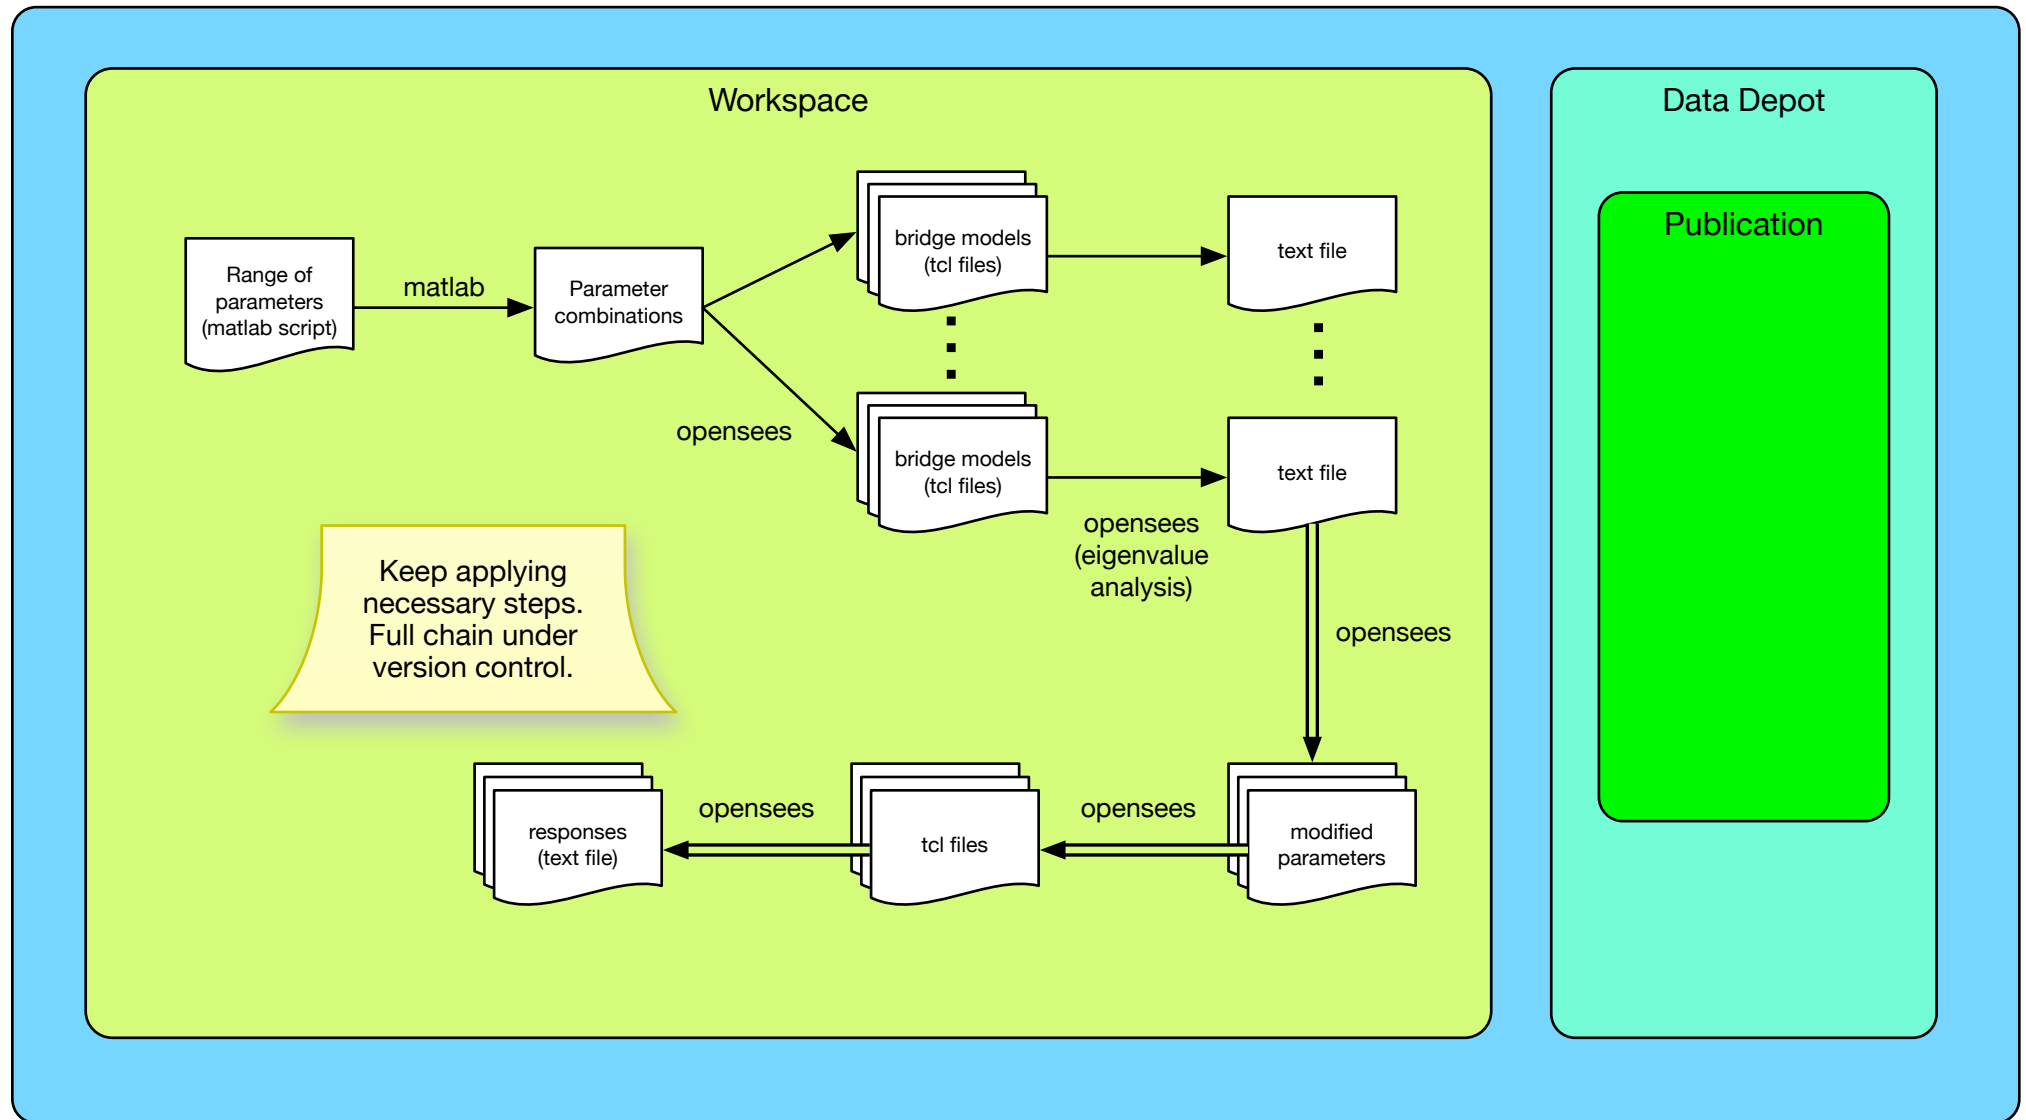 Workspace
Data Depot
Publication
Range of
parameters
(matlab script)
matlab
Parameter
combinations
bridge models
(tcl files)
text file
opensees
bridge models
(tcl files)
text file
opensees
(eigenvalue
analysis)
Keep applying
necessary steps.
Full chain under
version control.
opensees
modified
parameters
opensees
tcl files
opensees
responses
(text file)